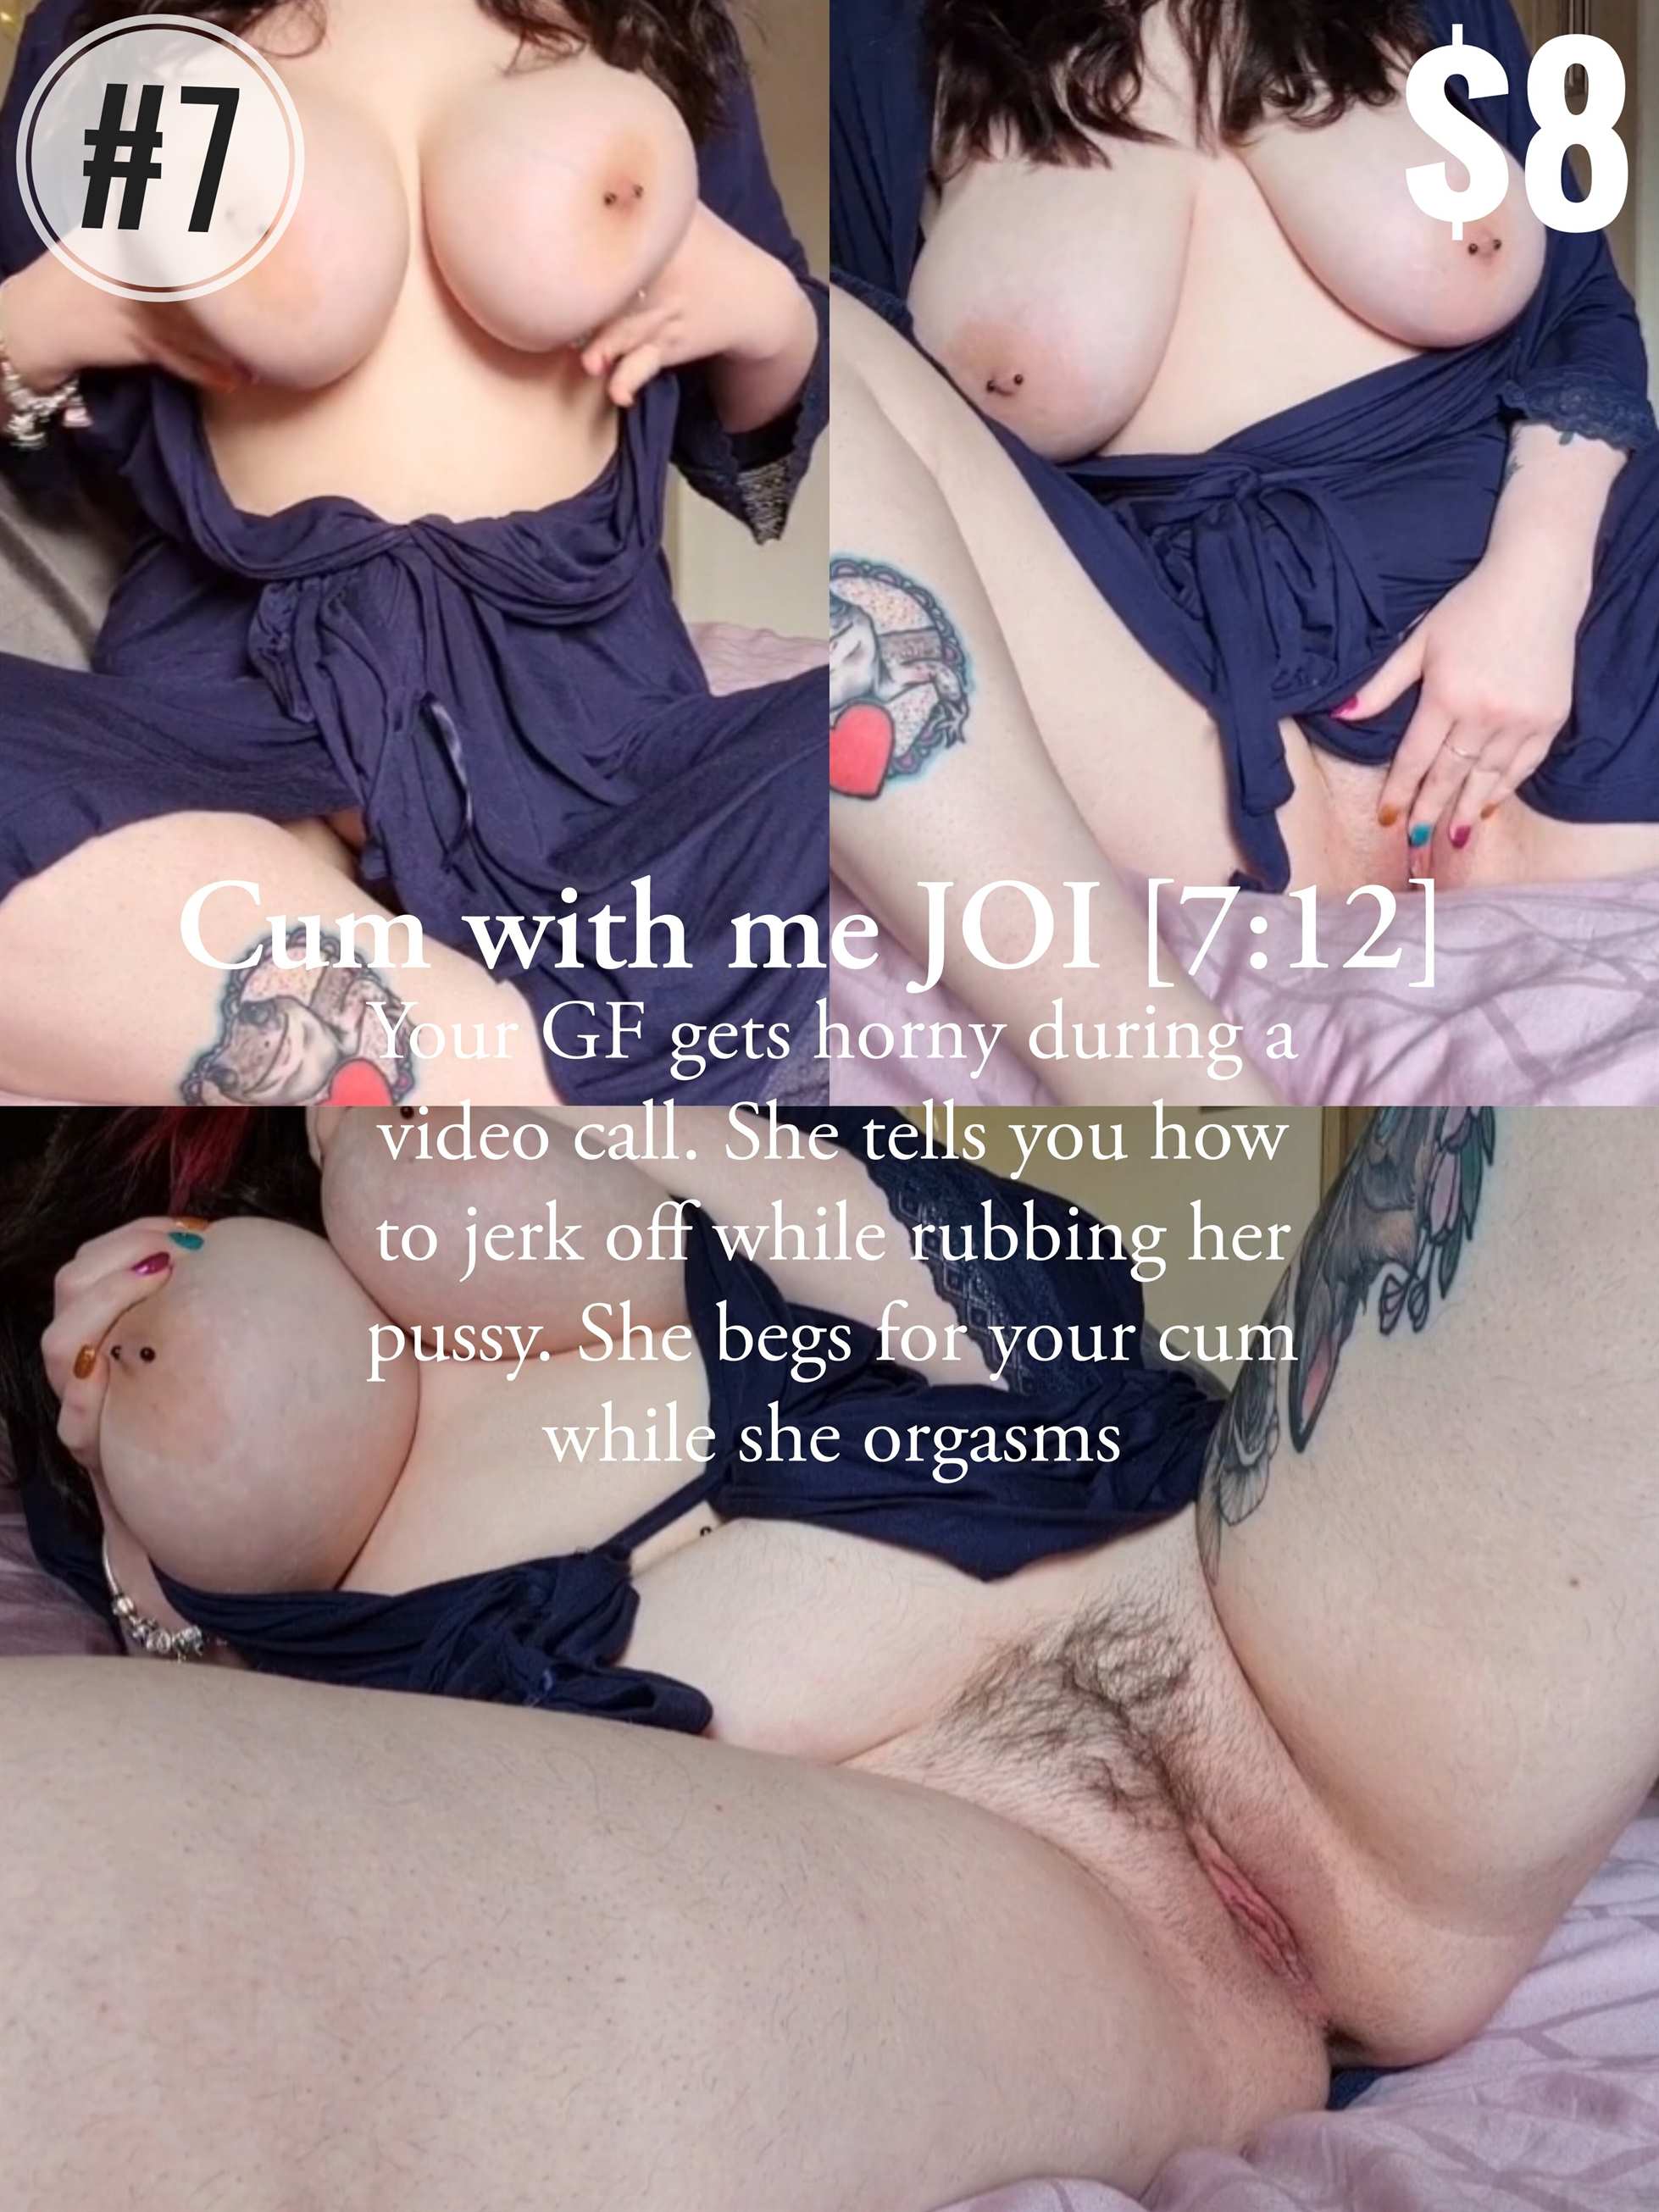 #7
$8
Cum with me JOI [7:12]
Your GF gets horny during a
video call. She tells you how
to jerk off while rubbing her
pussy. She begs for your cum
while she orgasms